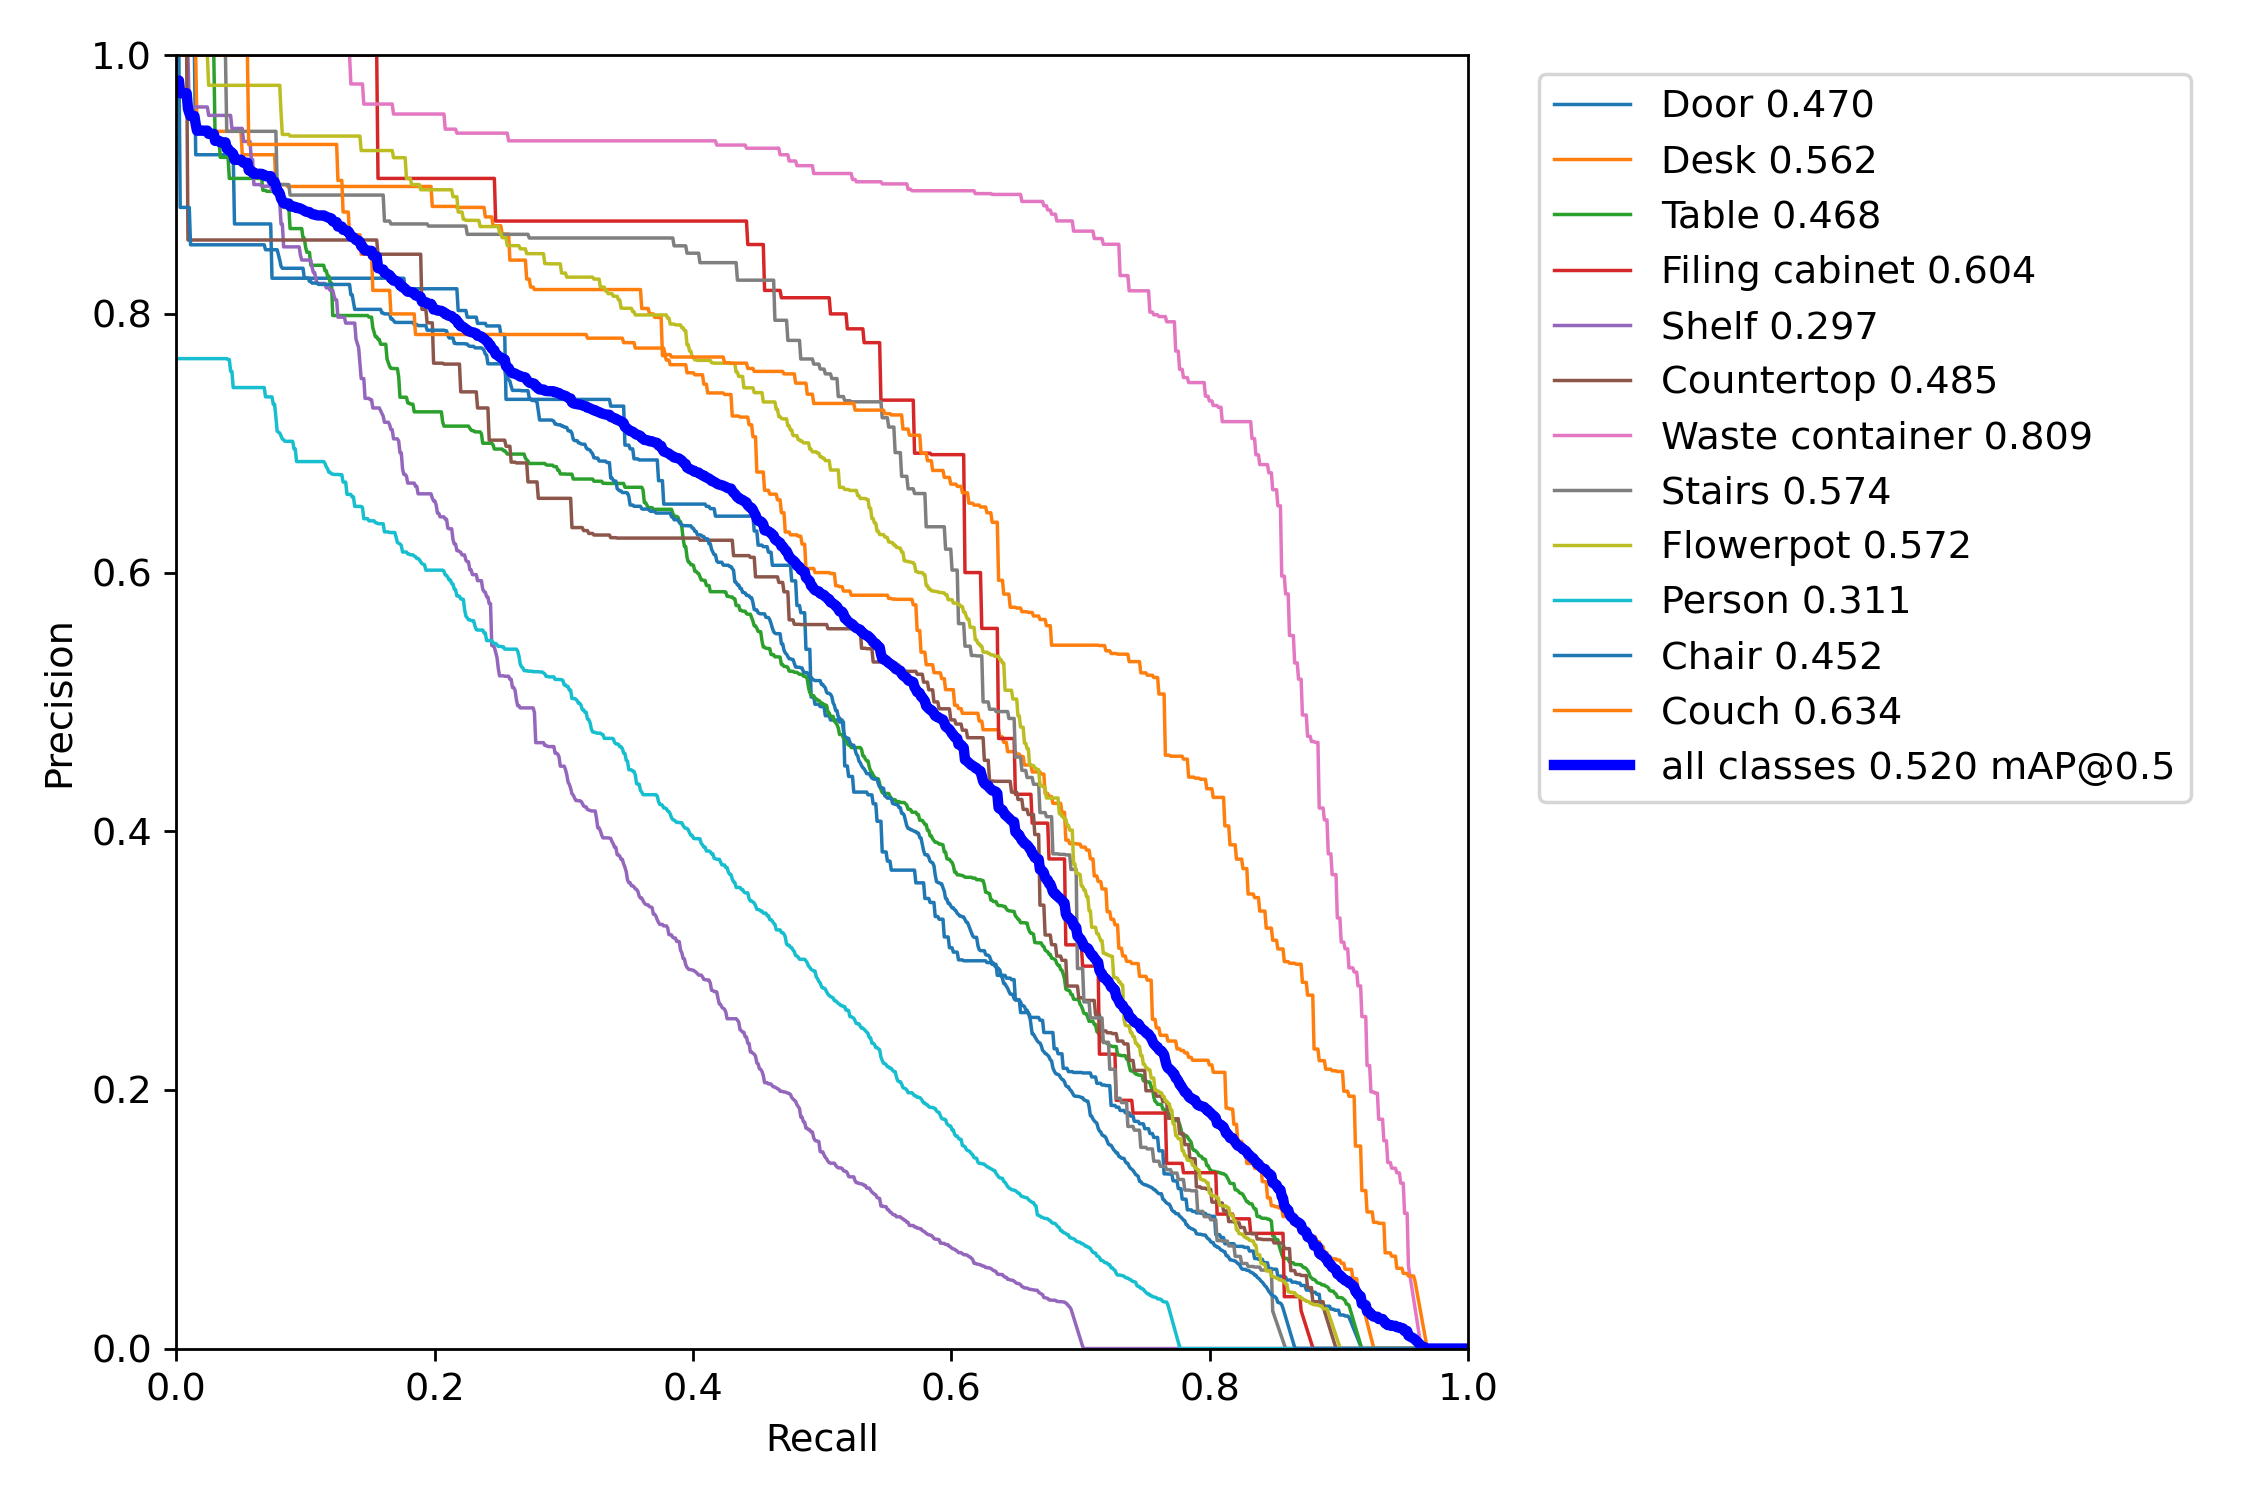 1.0
0.8
0.6
0.4
0.2
0.0
Precision
0.0 0.2 0.4 0.6 0.8 1.0
Recall
Door 0.470
Desk 0.562
Table 0.468
Filing cabinet 0.604
Shelf 0.297
Countertop 0.485
Waste container 0.809
Stairs 0.574
Flowerpot 0.572
Person 0.311
Chair 0.452
Couch 0.634
all classes 0.520 mAP@0.5